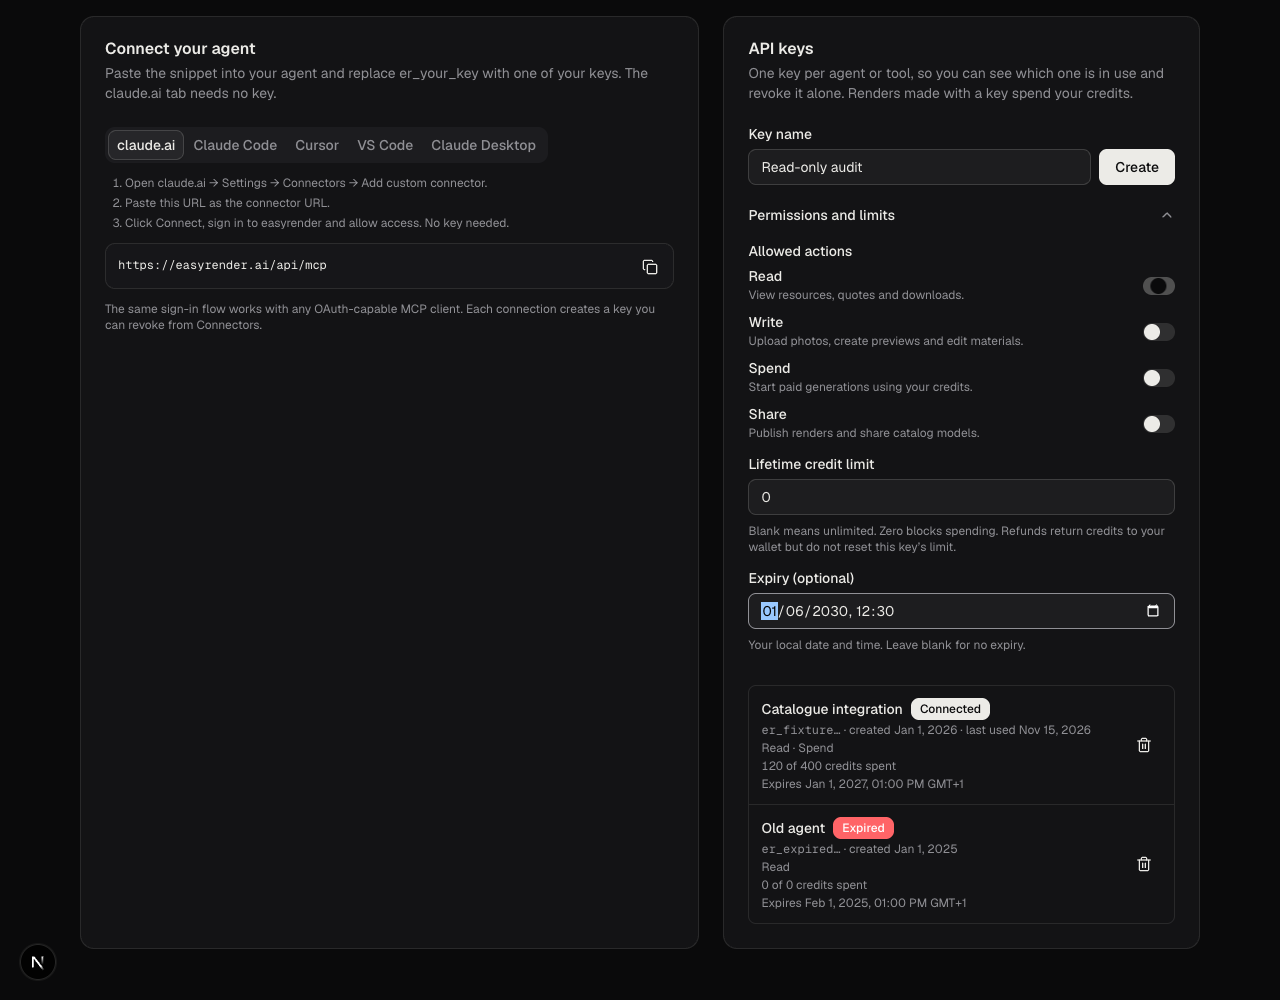 Connect your agent
Paste the snippet into your agent and replace er_your_key with one of your keys. The
claude.ai tab needs no key.
claude.ai Claude Code Cursor VS Code Claude Desktop
1. Open claude.ai → Settings → Connectors → Add custom connector.
2. Paste this URL as the connector URL.
3. Click Connect, sign in to easyrender and allow access. No key needed.
https://easyrender.ai/api/mcp
The same sign-in flow works with any OAuth-capable MCP client. Each connection creates a key you
can revoke from Connectors.
API keys
One key per agent or tool, so you can see which one is in use and
revoke it alone. Renders made with a key spend your credits.
Key name
Read-only audit Create
Permissions and limits
Allowed actions
Read
View resources, quotes and downloads.
Write
Upload photos, create previews and edit materials.
Spend
Start paid generations using your credits.
Share
Publish renders and share catalog models.
Lifetime credit limit
0
Blank means unlimited. Zero blocks spending. Refunds return credits to your
wallet but do not reset this key's limit.
Expiry (optional)
01/06/2030, 12:30
Your local date and time. Leave blank for no expiry.
Catalogue integration Connected
er_fixture… · created Jan 1, 2026 · last used Nov 15, 2026
Read · Spend
120 of 400 credits spent
Expires Jan 1, 2027, 01:00 PM GMT+1
Old agent Expired
er_expired… · created Jan 1, 2025
Read
0 of 0 credits spent
Expires Feb 1, 2025, 01:00 PM GMT+1
N